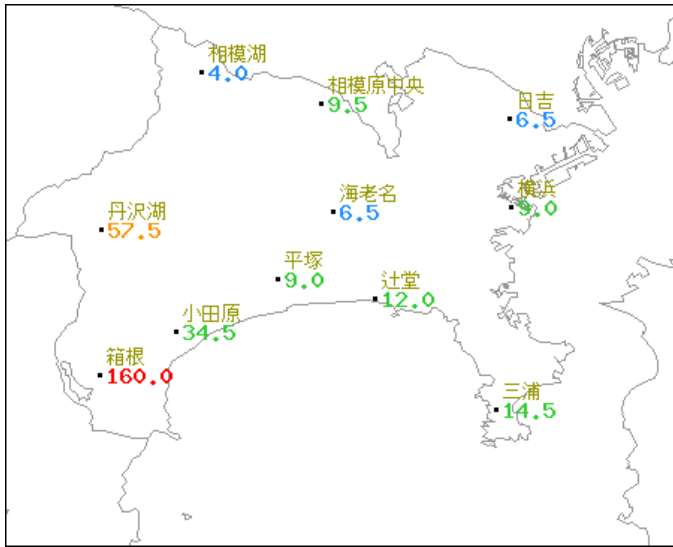 相模湖
4.0
相模原中央
9.5
日吉
6.5
丹沢湖
57.5
海老名
6.5
横浜
9.0
平塚
9.0
辻堂
12.0
小田原
34.5
箱根
160.0
三浦
14.5